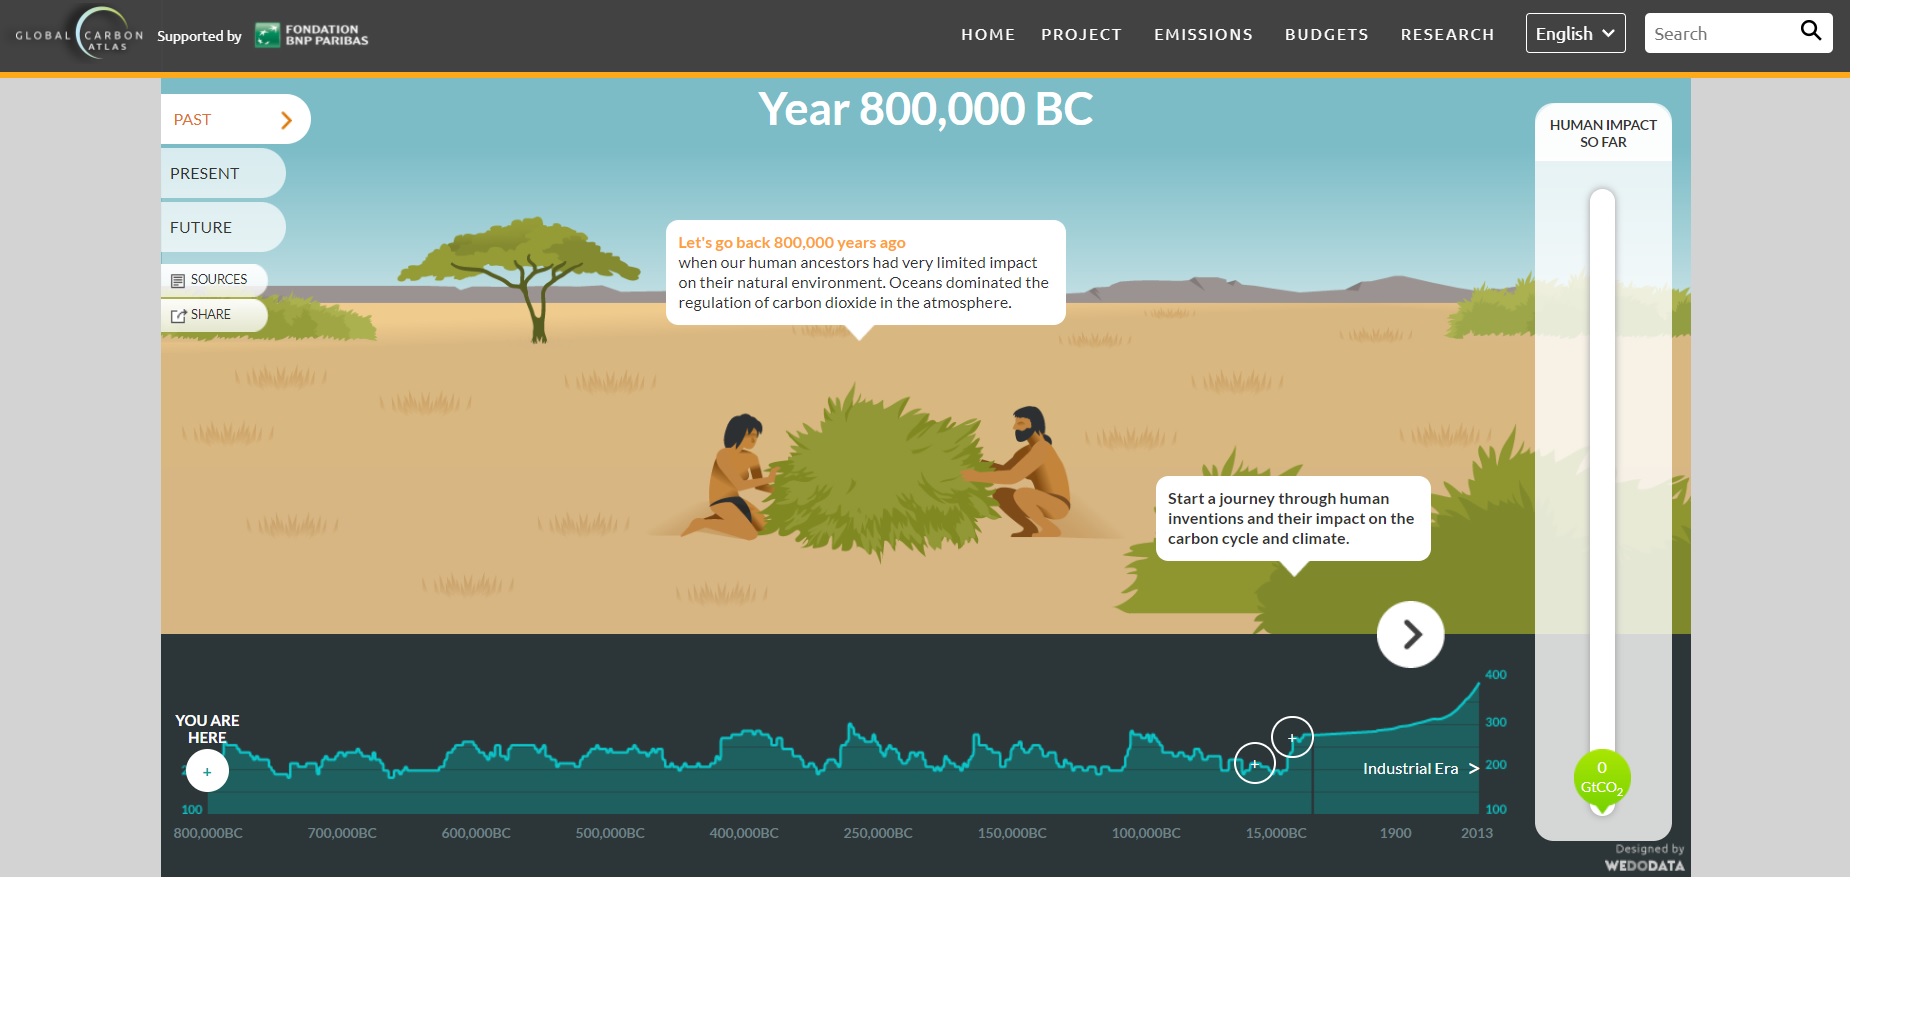 GLOBAL CARBON ATLAS
Supported by
FONDATION
BNP PARIBAS
HOME
PROJECT
EMISSIONS
BUDGETS
RESEARCH
English
Search
Year 800,000 BC
PAST
PRESENT
FUTURE
SOURCES
SHARE
HUMAN IMPACT
SO FAR
Let's go back 800,000 years ago
when our human ancestors had very limited impact
on their natural environment. Oceans dominated the
regulation of carbon dioxide in the atmosphere.
Start a journey through human
inventions and their impact on the
carbon cycle and climate.
YOU ARE
HERE
400
300
200
100
100
Industrial Era >
0
GtCO2
800,000BC
700,000BC
600,000BC
500,000BC
400,000BC
250,000BC
150,000BC
100,000BC
15,000BC
1900
2013
Designed by
WEDODATA